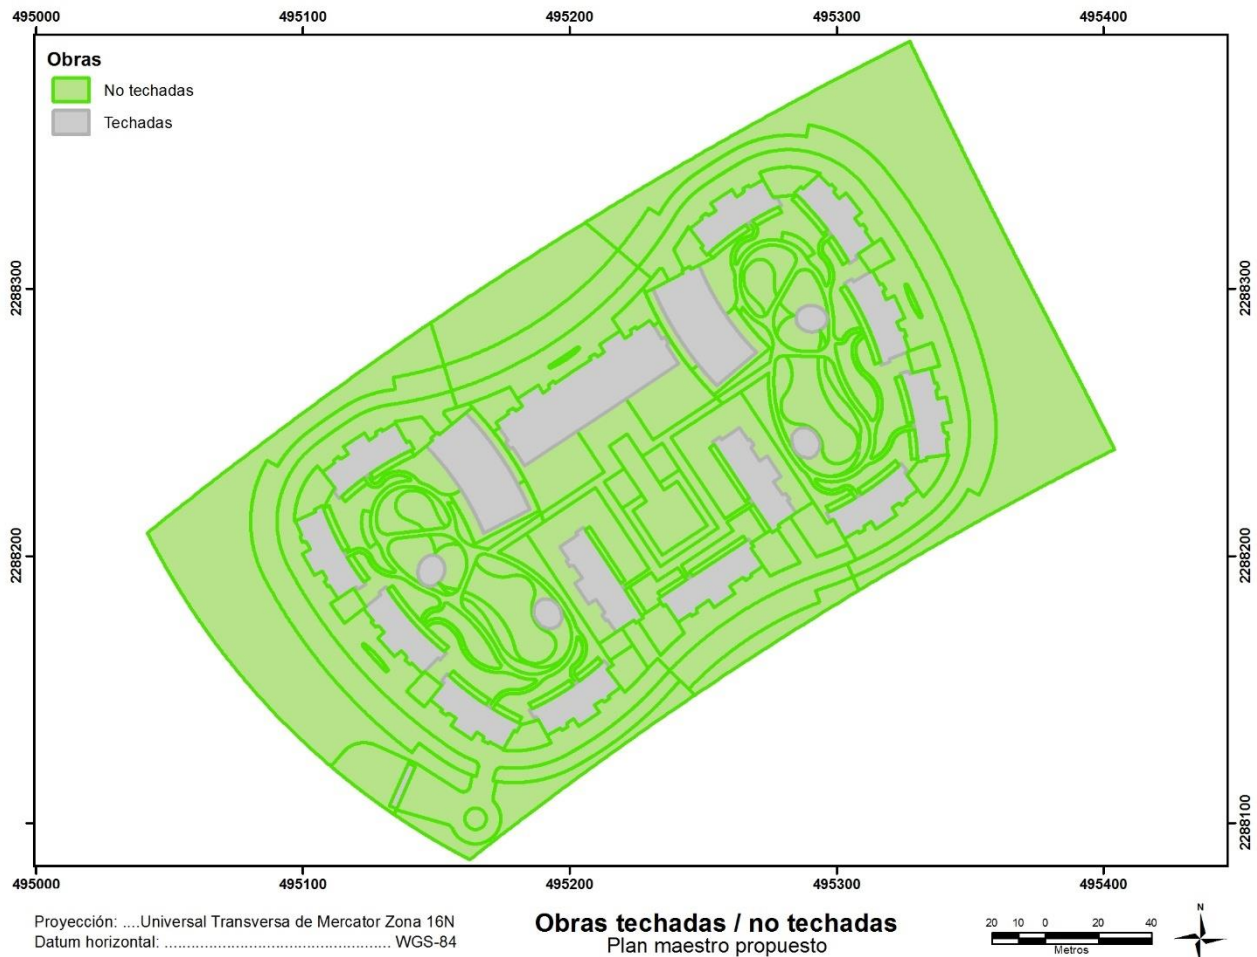 495000 495100 495200 495300 495400
Obras
No techadas
Techadas
2288300 2288300
2288200 2288200
2288100 2288100
495000 495100 495200 495300 495400
Proyección: ....Universal Transversa de Mercator Zona 16N
Datum horizontal: .................................................. WGS-84
Obras techadas / no techadas
Plan maestro propuesto
20 10 0 20 40
Metros
N